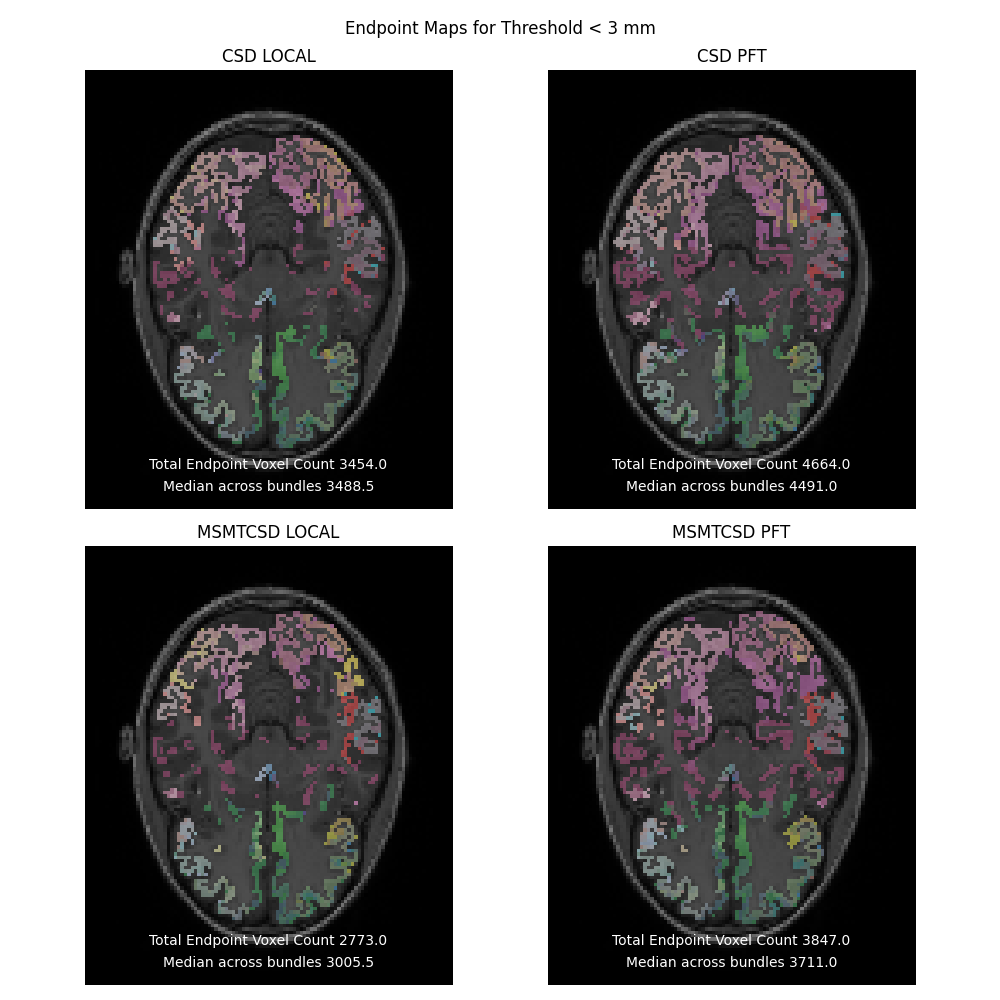 Endpoint Maps for Threshold < 3 mm
CSD LOCAL
CSD PFT
Total Endpoint Voxel Count 3454.0
Median across bundles 3488.5
Total Endpoint Voxel Count 4664.0
Median across bundles 4491.0
MSMTCSD LOCAL
MSMTCSD PFT
Total Endpoint Voxel Count 2773.0
Median across bundles 3005.5
Total Endpoint Voxel Count 3847.0
Median across bundles 3711.0